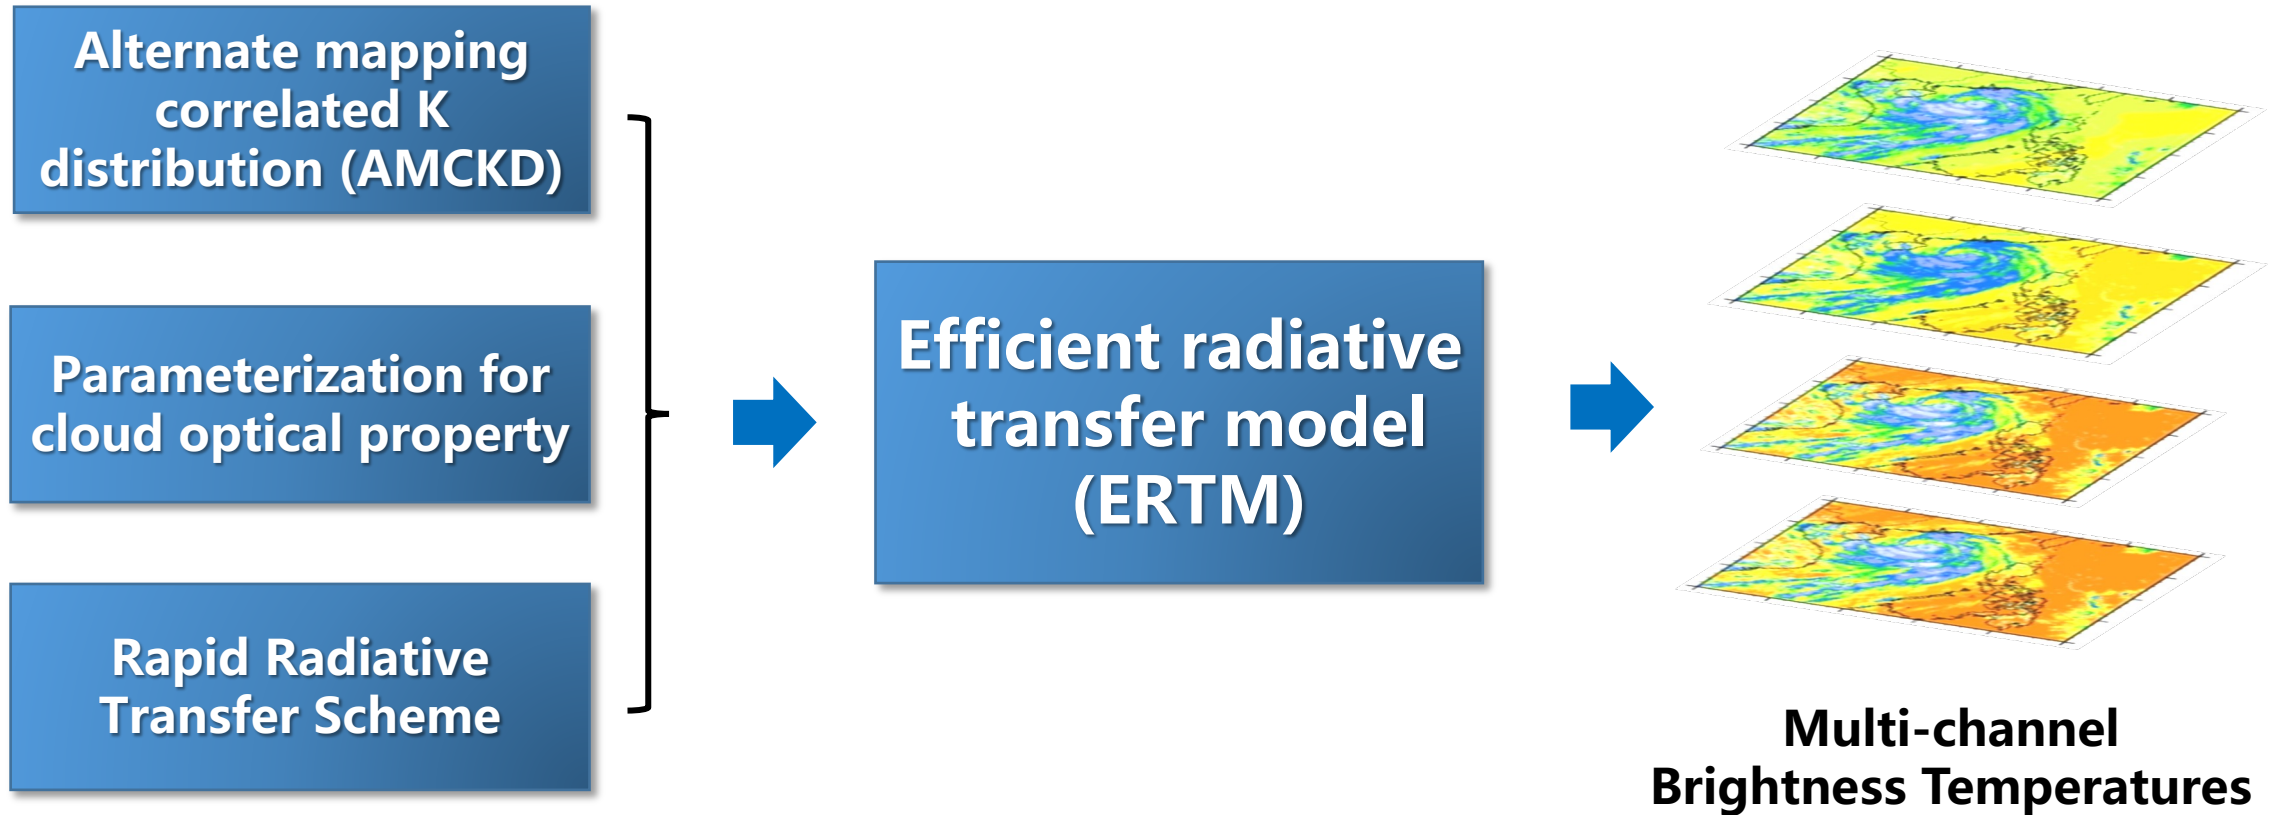 Alternate mapping
correlated K
distribution (AMCKD)
Parameterization for
cloud optical property
Rapid Radiative
Transfer Scheme
Efficient radiative
transfer model
(ERTM)
Multi-channel
Brightness Temperatures